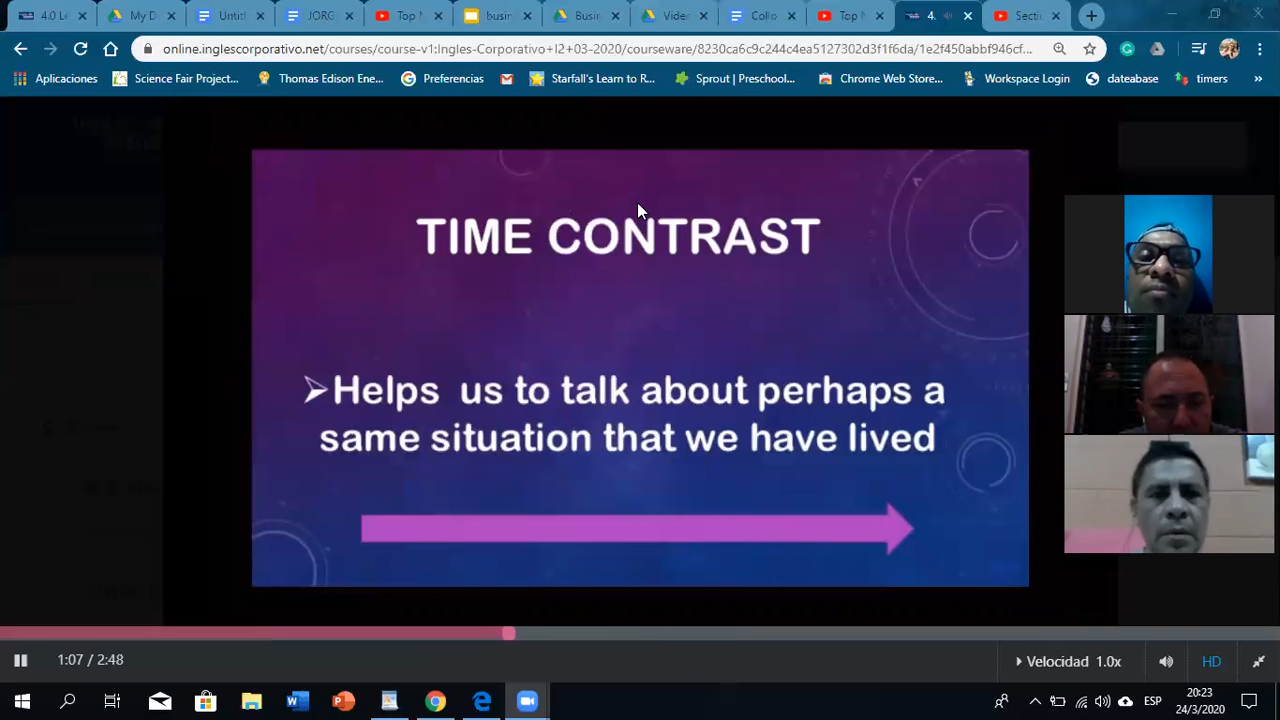 4.0 Le
My D
Untitl
JORG
Top M
busin
Busin
Video
Collo
Top N
4.
Secti
online.inglescorporativo.net/courses/course-v1:Ingles-Corporativo+I2+03-2020/courseware/8230ca6c9c244c4ea5127302d3f1f6da/1e2f450abbf946cf...
Aplicaciones
Science Fair Project...
Thomas Edison Ene...
Preferencias
Starfall's Learn to R...
Sprout | Preschool...
Chrome Web Store...
Workspace Login
dateabase
timers
TIME CONTRAST
➢Helps us to talk about perhaps a
same situation that we have lived
1:07 / 2:48
Velocidad 1.0x
HD
ESP
20:23
24/3/2020